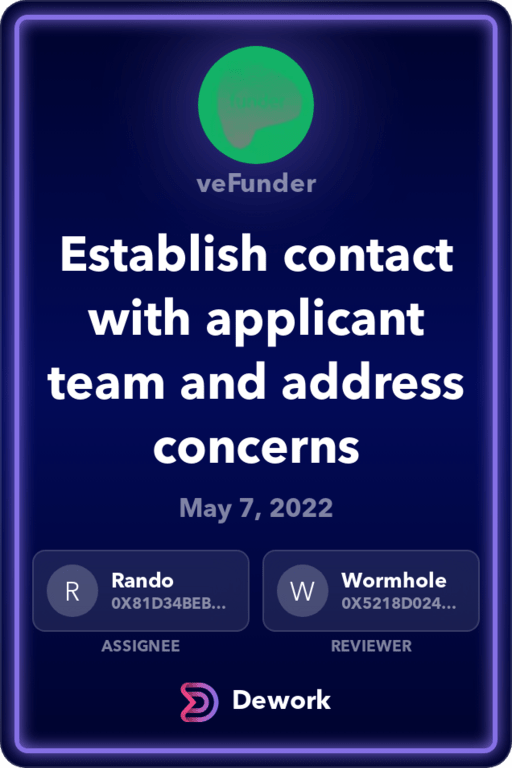 veFunder
Establish contact
with applicant
team and address
concerns
May 7, 2022
R
Rando
0X81D34BEB...
ASSIGNEE
W
Wormhole
0X5218D024...
REVIEWER
Dework